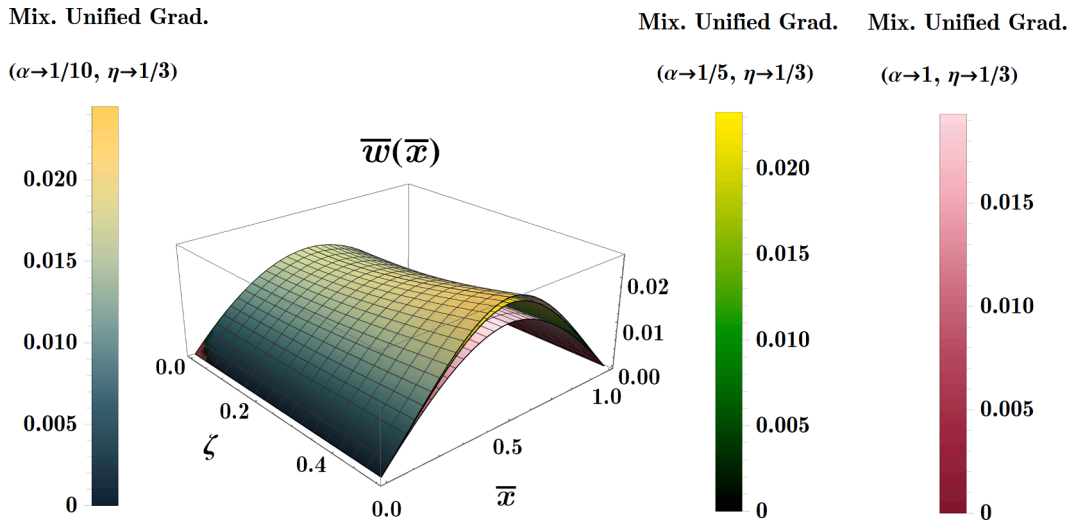 Mix. Unified Grad.
(α→1/10, η→1/3)
0.020
0.015
0.010
0.005
0
w̅(x̅)
0.02
0.01
0.00
0.0
0.2
0.4
ζ
0.0
0.5
1.0
x̅
Mix. Unified Grad.
(α→1/5, η→1/3)
0.020
0.015
0.010
0.005
0
Mix. Unified Grad.
(α→1, η→1/3)
0.015
0.010
0.005
0